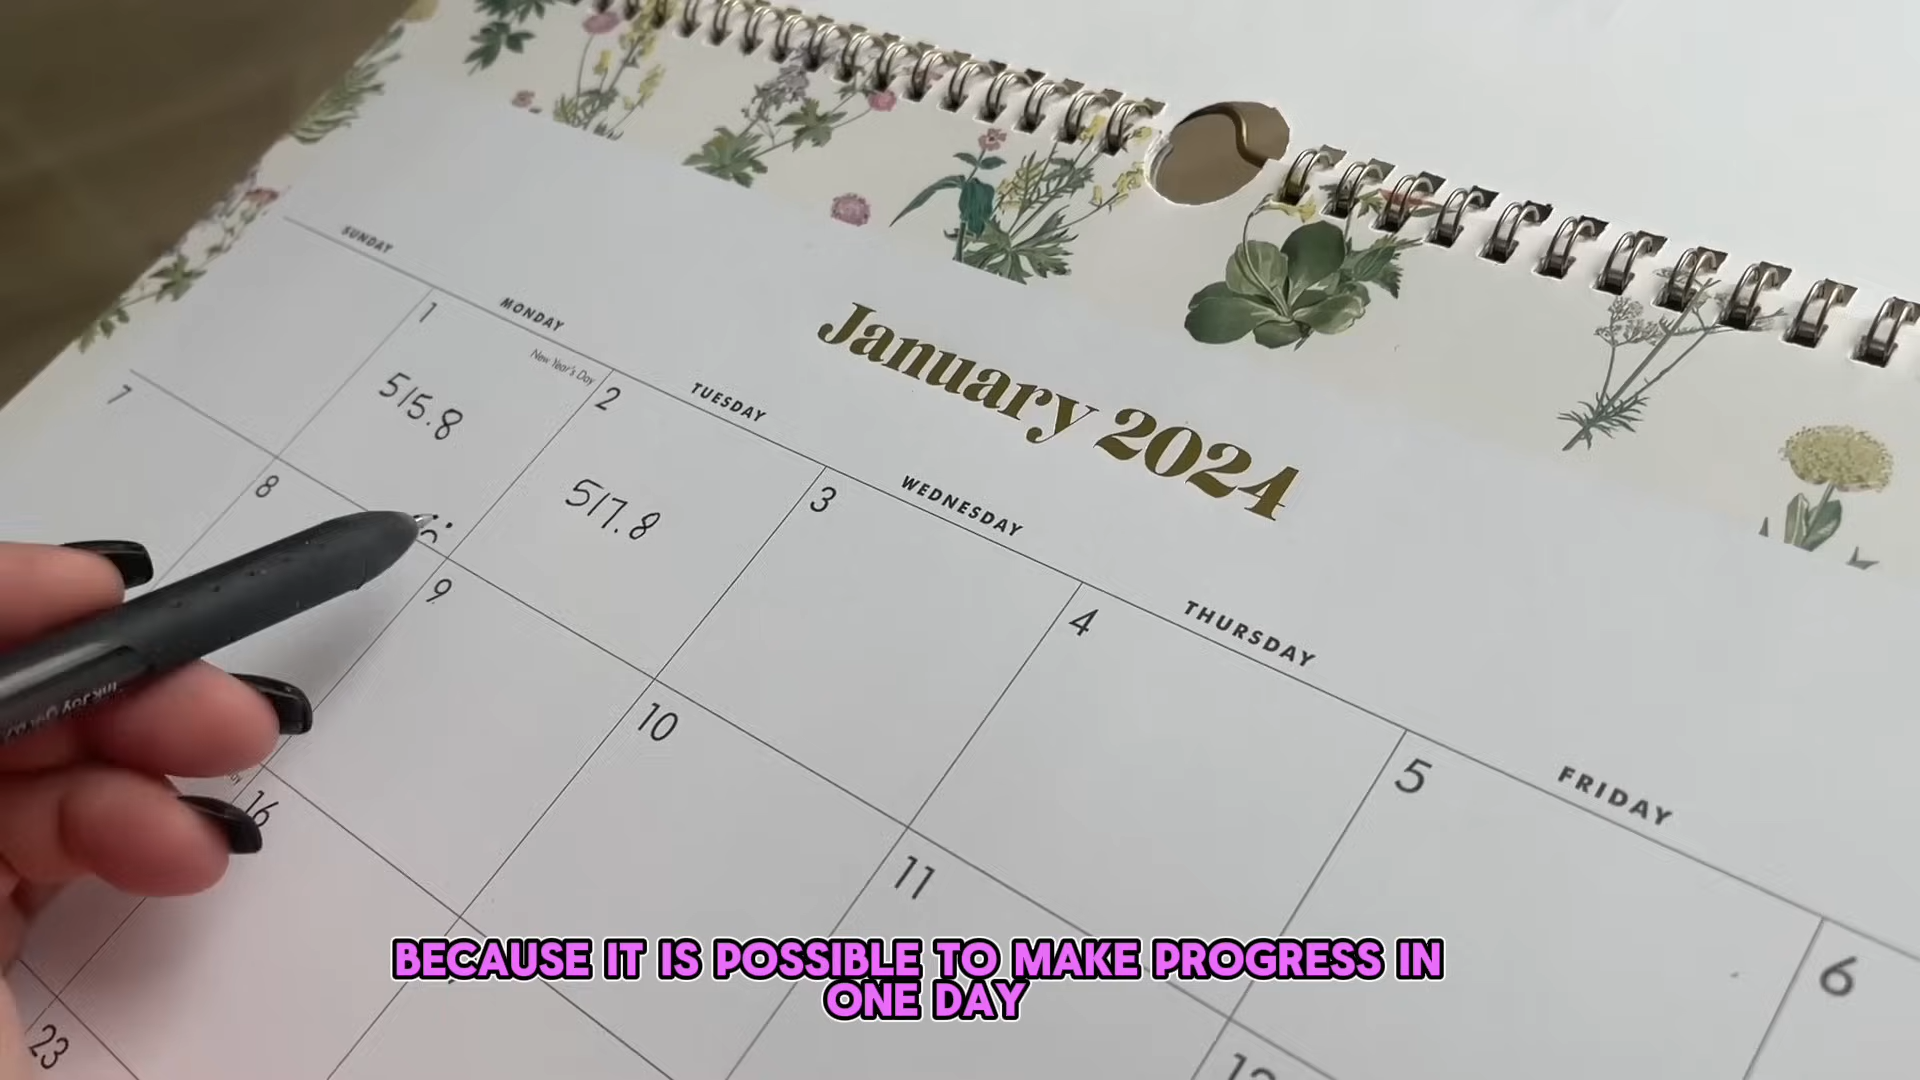 January 2024
SUNDAY
MONDAY
TUESDAY
WEDNESDAY
THURSDAY
FRIDAY
1
New Year's Day
515.8
2
517.8
3
4
5
6
7
8
9
10
11
12
16
23
BECAUSE IT IS POSSIBLE TO MAKE PROGRESS IN
ONE DAY